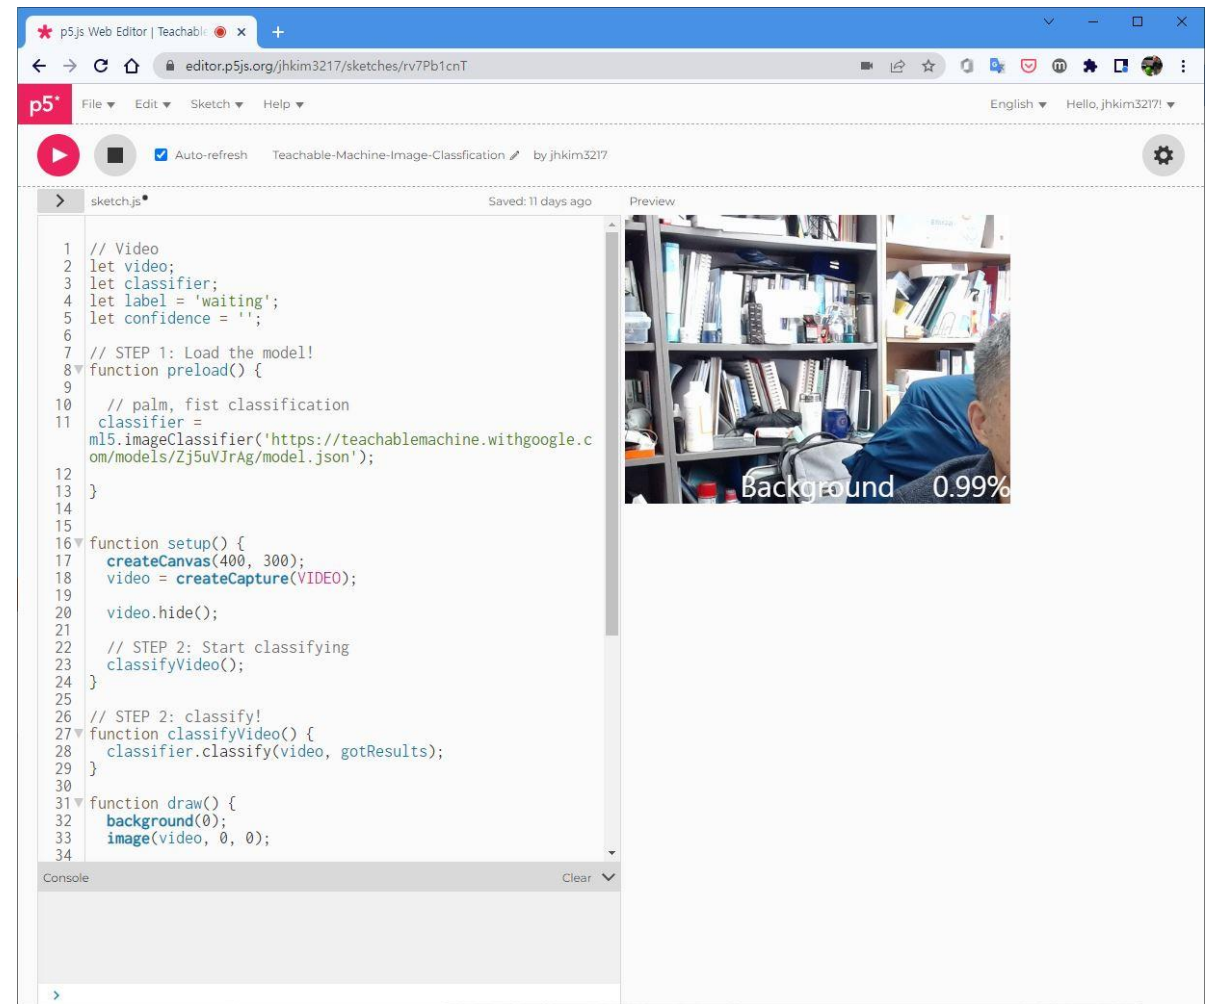 p5.js Web Editor | Teachabl
editor.p5js.org/jhkim3217/sketches/rv7Pb1cnT
p5* File Edit Sketch Help English Hello, jhkim3217!
Auto-refresh Teachable-Machine-Image-Classfication by jhkim3217
sketch.js Saved: 11 days ago Preview
1 // Video
2 let video;
3 let classifier;
4 let label = 'waiting';
5 let confidence = '';
6
7 // STEP 1: Load the model!
8 function preload() {
9
10 // palm, fist classification
11 classifier =
ml5.imageClassifier('https://teachablemachine.withgoogle.c
om/models/Zj5uVJrAg/model.json');
12
13 }
14
15
16 function setup() {
17 createCanvas(400, 300);
18 video = createCapture(VIDEO);
19
20 video.hide();
21
22 // STEP 2: Start classifying
23 classifyVideo();
24 }
25
26 // STEP 2: classify!
27 function classifyVideo() {
28 classifier.classify(video, gotResults);
29 }
30
31 function draw() {
32 background(0);
33 image(video, 0, 0);
34
Background 0.99%
Console Clear